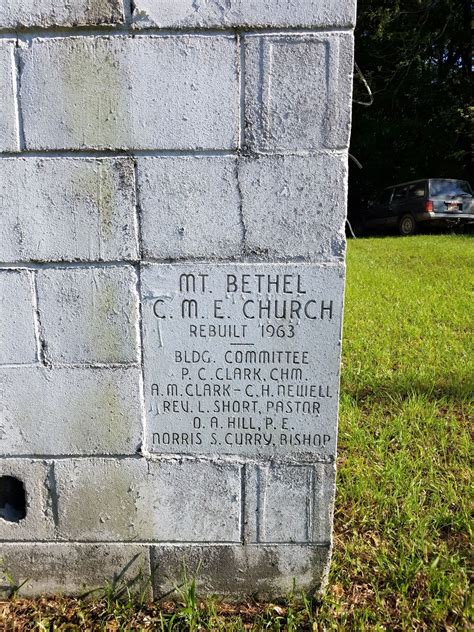 MT. BETHEL
C. M. E. CHURCH
REBUILT 1963
BLDG. COMMITTEE
P. C. CLARK, CHM.
A. M. CLARK - C. H. NEWELL
REV. L. SHORT, PASTOR
O. A. HILL, P. E.
NORRIS S. CURRY, BISHOP